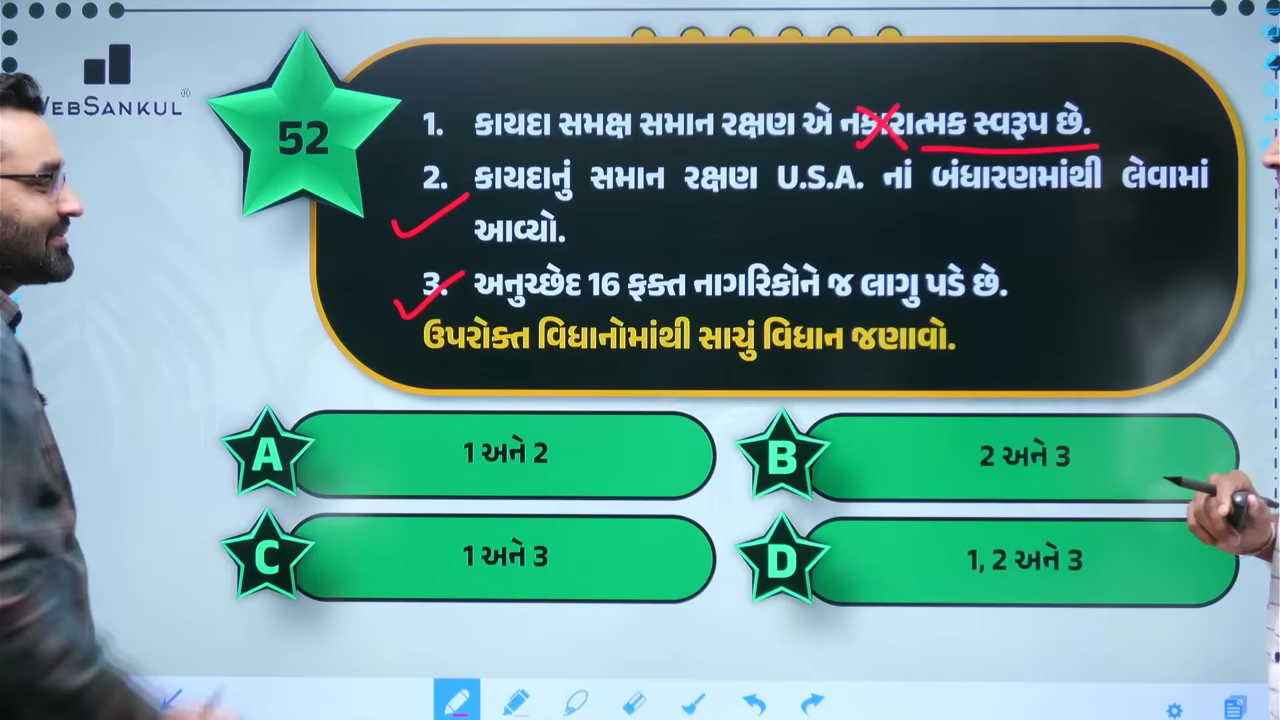 WEBSANKUL®
52
1. કાયદા સમક્ષ સમાન રક્ષણ એ નકારાત્મક સ્વરૂપ છે.
2. કાયદાનું સમાન રક્ષણ U.S.A. નાં બંધારણમાંથી લેવામાં
આવ્યો.
3. અનુચ્છેદ 16 ફક્ત નાગરિકોને જ લાગુ પડે છે.
ઉપરોક્ત વિધાનોમાંથી સાચું વિધાન જણાવો.
A 1 અને 2
B 2 અને 3
C 1 અને 3
D 1, 2 અને 3